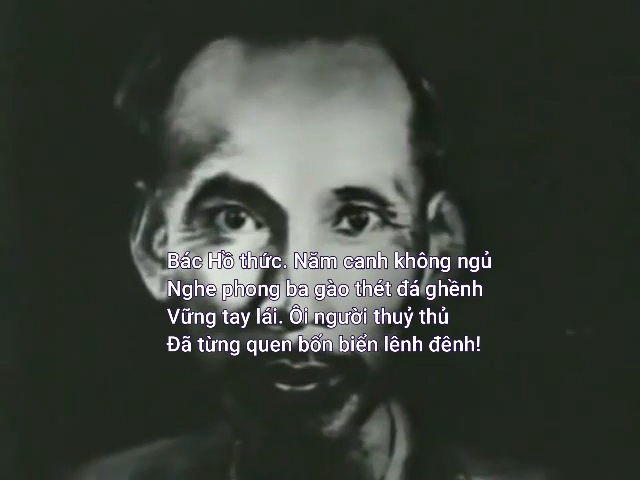 Bác Hồ thức. Năm canh không ngủ
Nghe phong ba gào thét đá ghềnh
Vững tay lái. Ôi người thuỷ thủ
Đã từng quen bốn biển lênh đênh!